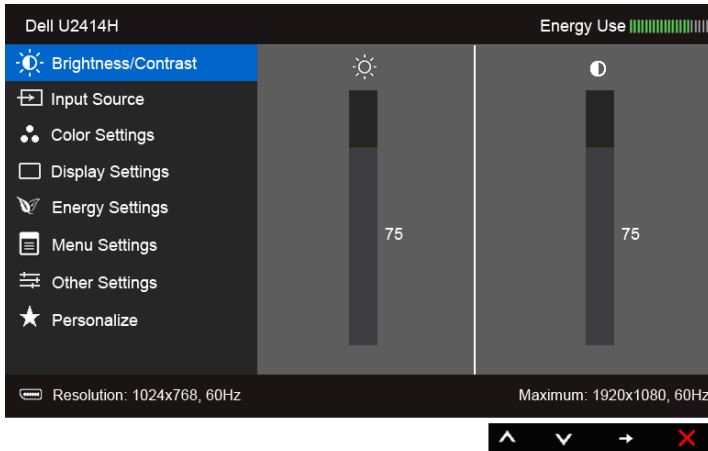 Dell U2414H Energy Use
Brightness/Contrast
Input Source
Color Settings
Display Settings
Energy Settings
Menu Settings
Other Settings
Personalize
75 75
Resolution: 1024x768, 60Hz Maximum: 1920x1080, 60Hz